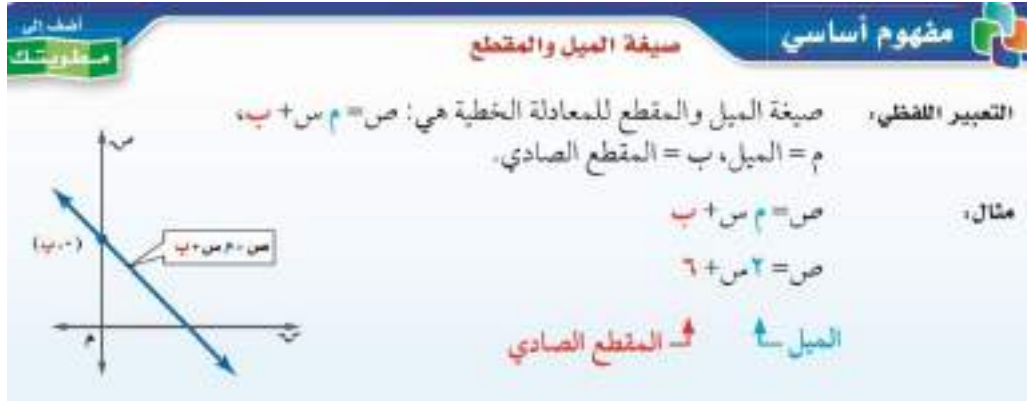 مفهوم أساسي
صيغة الميل والمقطع
أضف إلى
مطويتك
التعبير اللفظي: صيغة الميل والمقطع للمعادلة الخطية هي: ص= م س+ ب،
م = الميل، ب = المقطع الصادي.
مثال: ص= م س+ ب
ص= ٢ س+ ٦
الميل المقطع الصادي
ص
(٠، ب)
ص = م س + ب
س
م